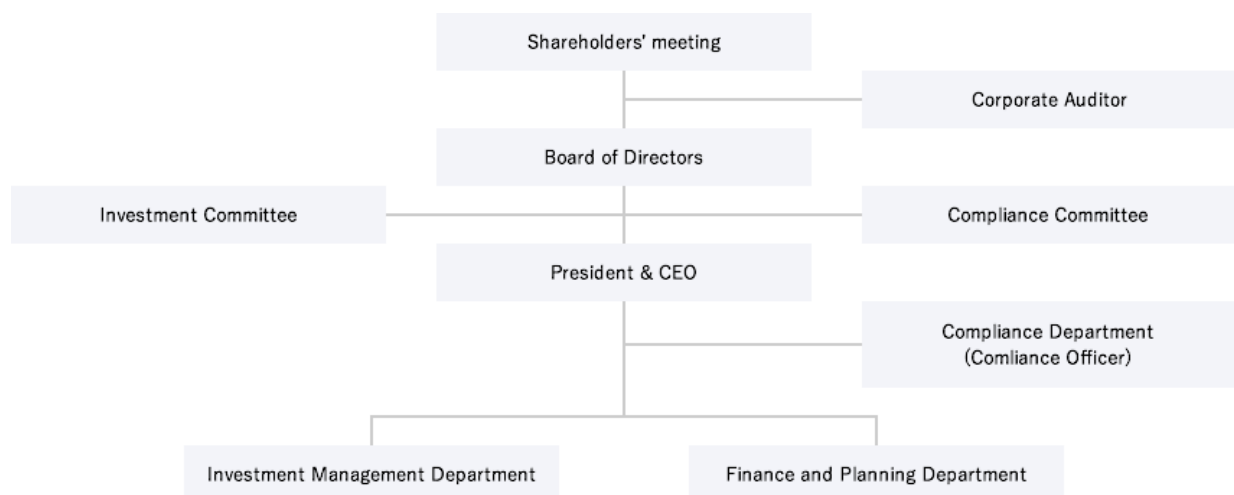 Shareholders' meeting
Corporate Auditor
Board of Directors
Investment Committee
Compliance Committee
President & CEO
Compliance Department
(Comliance Officer)
Investment Management Department
Finance and Planning Department